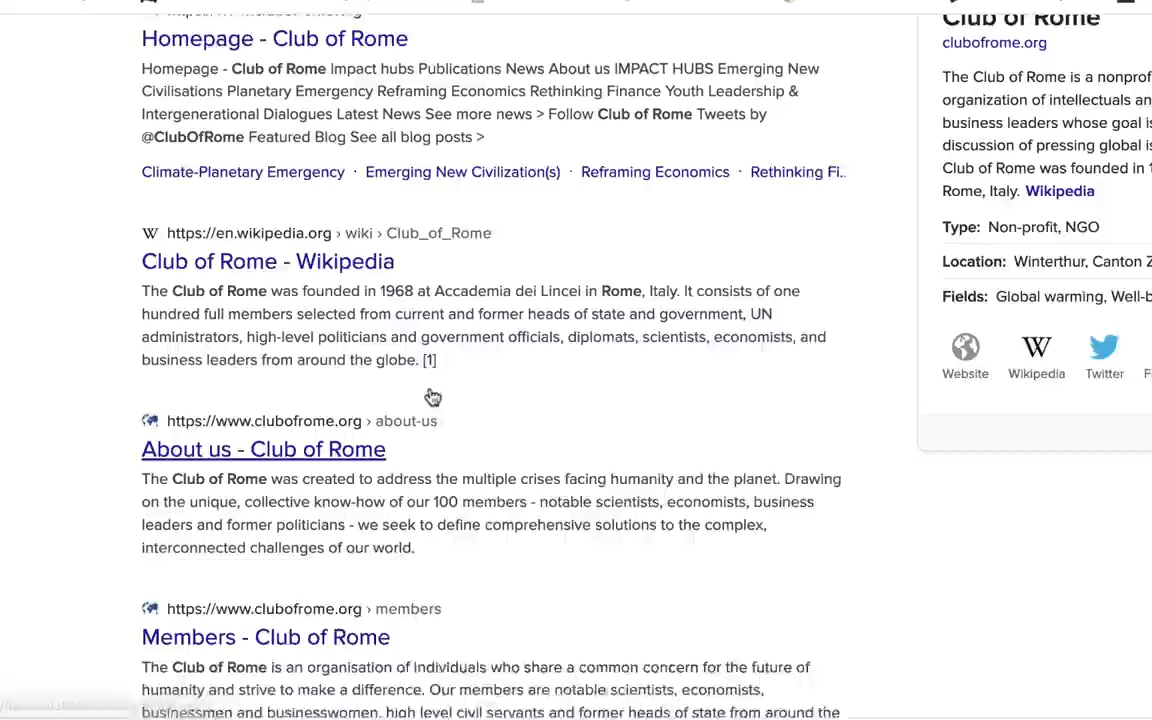 Homepage - Club of Rome
Homepage - Club of Rome Impact hubs Publications News About us IMPACT HUBS Emerging New
Civilisations Planetary Emergency Reframing Economics Rethinking Finance Youth Leadership &
Intergenerational Dialogues Latest News See more news > Follow Club of Rome Tweets by
@ClubOfRome Featured Blog See all blog posts >
Climate-Planetary Emergency · Emerging New Civilization(s) · Reframing Economics · Rethinking Fi..
W https://en.wikipedia.org › wiki › Club_of_Rome
Club of Rome - Wikipedia
The Club of Rome was founded in 1968 at Accademia dei Lincei in Rome, Italy. It consists of one
hundred full members selected from current and former heads of state and government, UN
administrators, high-level politicians and government officials, diplomats, scientists, economists, and
business leaders from around the globe. [1]
https://www.clubofrome.org › about-us
About us - Club of Rome
The Club of Rome was created to address the multiple crises facing humanity and the planet. Drawing
on the unique, collective know-how of our 100 members - notable scientists, economists, business
leaders and former politicians - we seek to define comprehensive solutions to the complex,
interconnected challenges of our world.
https://www.clubofrome.org › members
Members - Club of Rome
The Club of Rome is an organisation of individuals who share a common concern for the future of
humanity and strive to make a difference. Our members are notable scientists, economists,
businessmen and businesswomen, high level civil servants and former heads of state from around the
Club of Rome
clubofrome.org
The Club of Rome is a nonprof
organization of intellectuals an
business leaders whose goal is
discussion of pressing global is
Club of Rome was founded in 1
Rome, Italy. Wikipedia
Type: Non-profit, NGO
Location: Winterthur, Canton Z
Fields: Global warming, Well-b
W
Website Wikipedia Twitter F